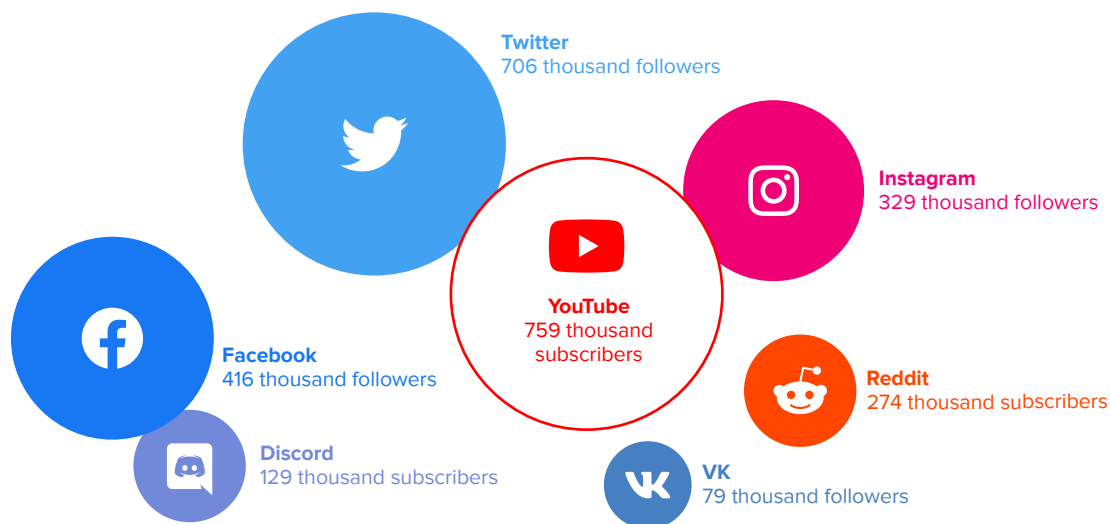 Twitter
706 thousand followers
Instagram
329 thousand followers
YouTube
759 thousand
subscribers
Facebook
416 thousand followers
Reddit
274 thousand subscribers
Discord
129 thousand subscribers
VK
79 thousand followers